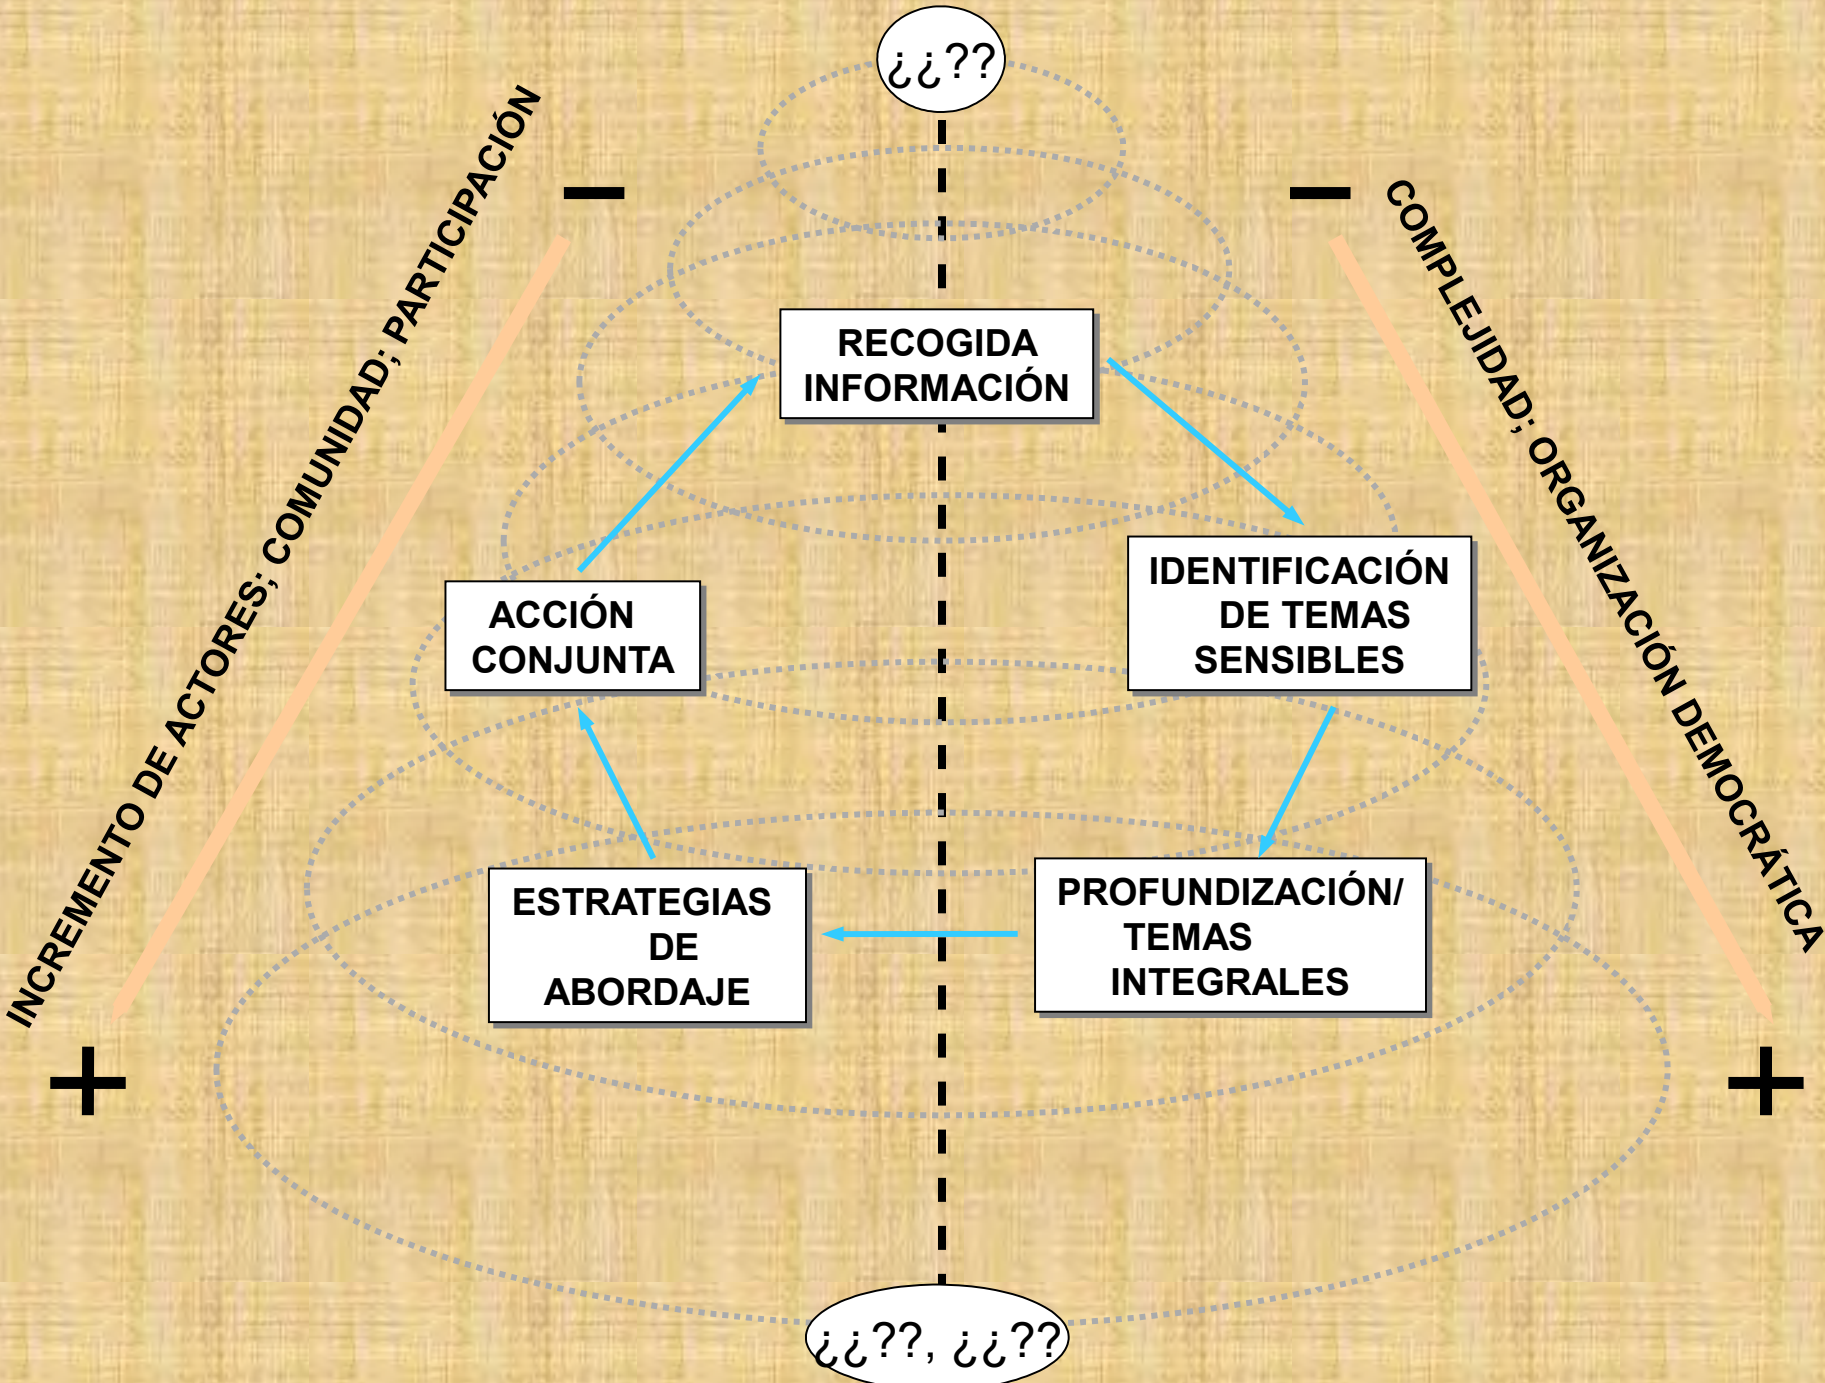 ¿¿??
INCREMENTO DE ACTORES; COMUNIDAD; PARTICIPACIÓN
–
–
COMPLEJIDAD; ORGANIZACIÓN DEMOCRÁTICA
RECOGIDA
INFORMACIÓN
IDENTIFICACIÓN
DE TEMAS
SENSIBLES
ACCIÓN
CONJUNTA
PROFUNDIZACIÓN/
TEMAS
INTEGRALES
ESTRATEGIAS
DE
ABORDAJE
+
+
¿¿??, ¿¿??